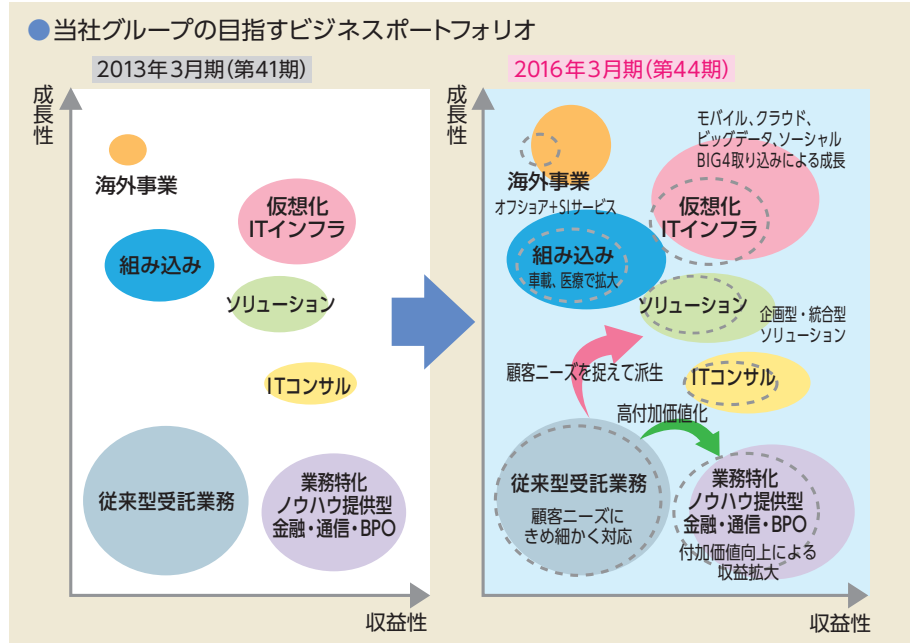 ●当社グループの目指すビジネスポートフォリオ
2013年3月期(第41期)
成長性
海外事業
仮想化
ITインフラ
組み込み
ソリューション
ITコンサル
従来型受託業務
業務特化
ノウハウ提供型
金融・通信・BPO
収益性
2016年3月期(第44期)
成長性
モバイル、クラウド、
ビッグデータ、ソーシャル
BIG4取り込みによる成長
海外事業
オフショア+SIサービス
仮想化
ITインフラ
組み込み
車載、医療で拡大
ソリューション
企画型・統合型
ソリューション
顧客ニーズを捉えて派生
ITコンサル
高付加価値化
従来型受託業務
顧客ニーズに
きめ細かく対応
業務特化
ノウハウ提供型
金融・通信・BPO
付加価値向上による
収益拡大
収益性